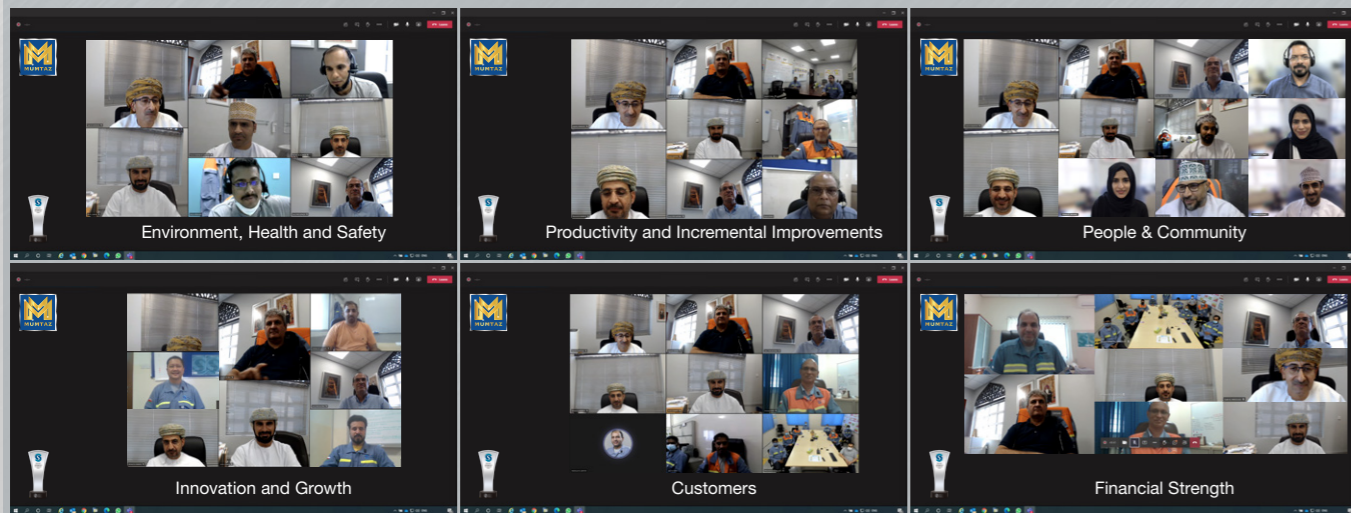 MUMTAZ
Environment, Health and Safety
MUMTAZ
Productivity and Incremental Improvements
MUMTAZ
People & Community
MUMTAZ
Innovation and Growth
MUMTAZ
Customers
MUMTAZ
Financial Strength